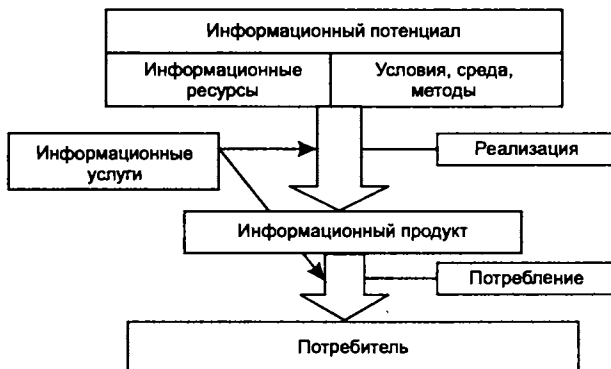 Информационный потенциал
Информационные
ресурсы
Условия, среда,
методы
Информационные
услуги
Реализация
Информационный продукт
Потребление
Потребитель